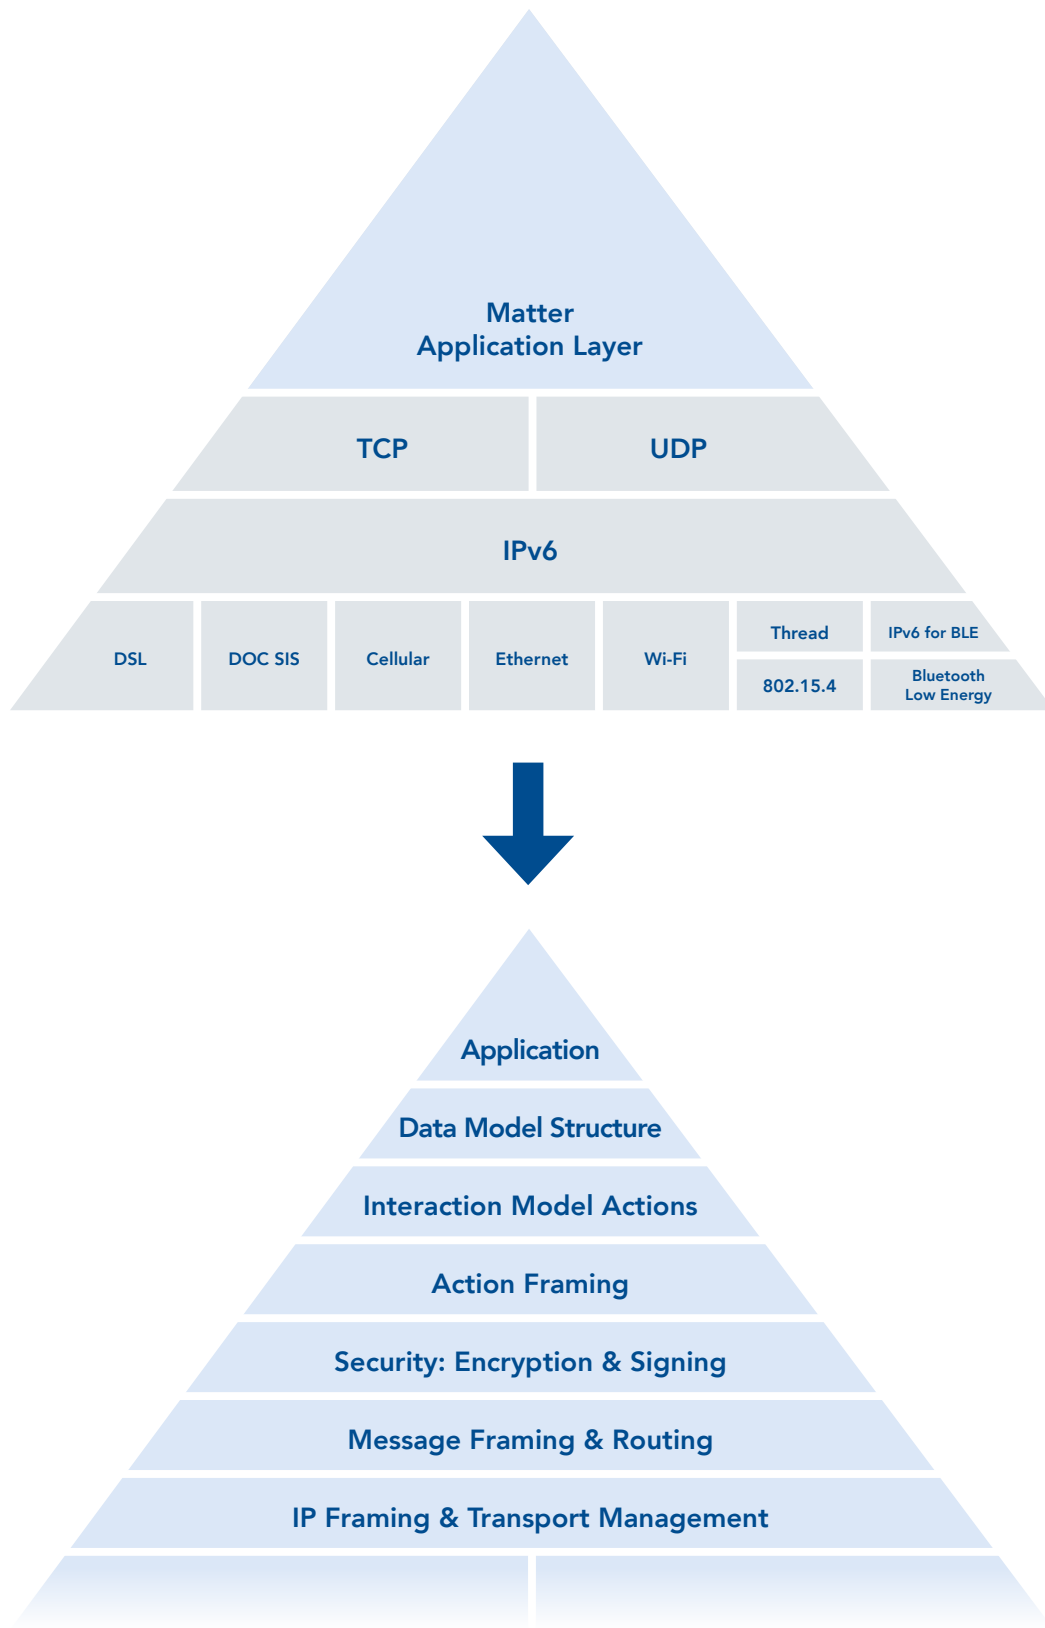 Matter
Application Layer
TCP
UDP
IPv6
DSL
DOC SIS
Cellular
Ethernet
Wi-Fi
Thread
802.15.4
IPv6 for BLE
Bluetooth
Low Energy
Application
Data Model Structure
Interaction Model Actions
Action Framing
Security: Encryption & Signing
Message Framing & Routing
IP Framing & Transport Management